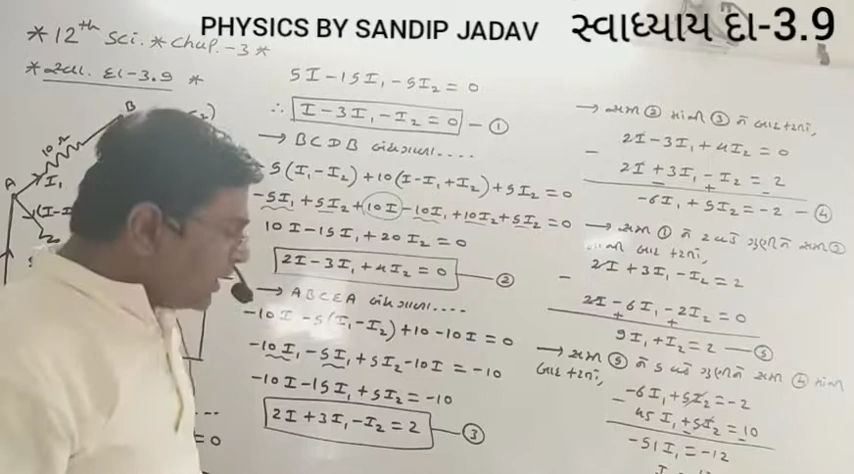 PHYSICS BY SANDIP JADAV સ્વાધ્યાય દા-3.9
* 12th Sci. * Chap.-3 *
* સ્વા. દા-3.9 *
B
10 Ω
A
I₁
5I-15I₁-5I₂=0
∴ I-3I₁-I₂=0 - ①
→ BCDB બંધગાળા....
-5(I₁-I₂)+10(I-I₁+I₂)+5I₂=0
-5I₁+5I₂+10I-10I₁+10I₂+5I₂=0
10I-15I₁+20I₂=0
2I-3I₁+4I₂=0 - ②
→ ABCEA બંધગાળા....
-10I-5(I₁-I₂)+10-10I=0
-10I₁-5I₁+5I₂-10I=-10
-10I-15I₁+5I₂=-10
2I+3I₁-I₂=2 - ③
=0
→ સમી ② માંથી ③ ને બાદ કરતાં,
2I-3I₁+4I₂=0
- 2I+3I₁-I₂=2
- + -
-6I₁+5I₂=-2 - ④
→ સમી ① ને 2 વડે ગુણીને સમી ③
બાદ કરતાં,
2I+3I₁-I₂=2
- 2I-6I₁-2I₂=0
+ +
9I₁+I₂=2 - ⑤
→ સમી ⑤ ને 5 વડે ગુણીને સમી ④ માંથી
બાદ કરતાં,
-6I₁+5I₂=-2
- 45I₁+5I₂=10
- -
-51I₁=-12